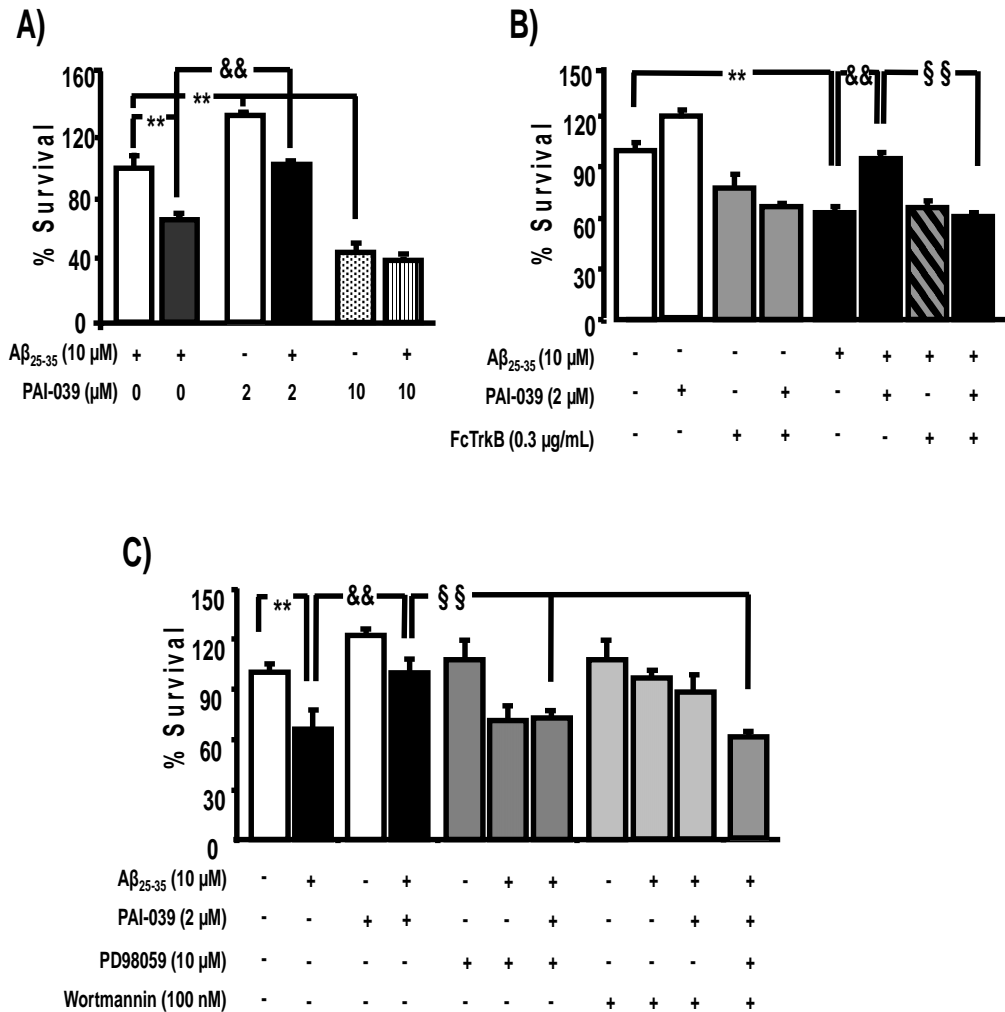 A)
% Survival
160
120
80
40
0
**
**
&&
Aβ25-35 (10 µM) + + - + - +
PAI-039 (µM) 0 0 2 2 10 10
B)
% Survival
150
120
90
60
30
0
**
&&
§ §
Aβ25-35 (10 µM) - - - - + + + +
PAI-039 (2 µM) - + - + - + - +
FcTrkB (0.3 µg/mL) - - + + - - + +
C)
% Survival
150
120
90
60
30
0
**
&&
§ §
Aβ25-35 (10 µM) - + - + - + + - + + +
PAI-039 (2 µM) - - + + - - + - - + +
PD98059 (10 µM) - - - - + + + - - - +
Wortmannin (100 nM) - - - - - - - + + + +